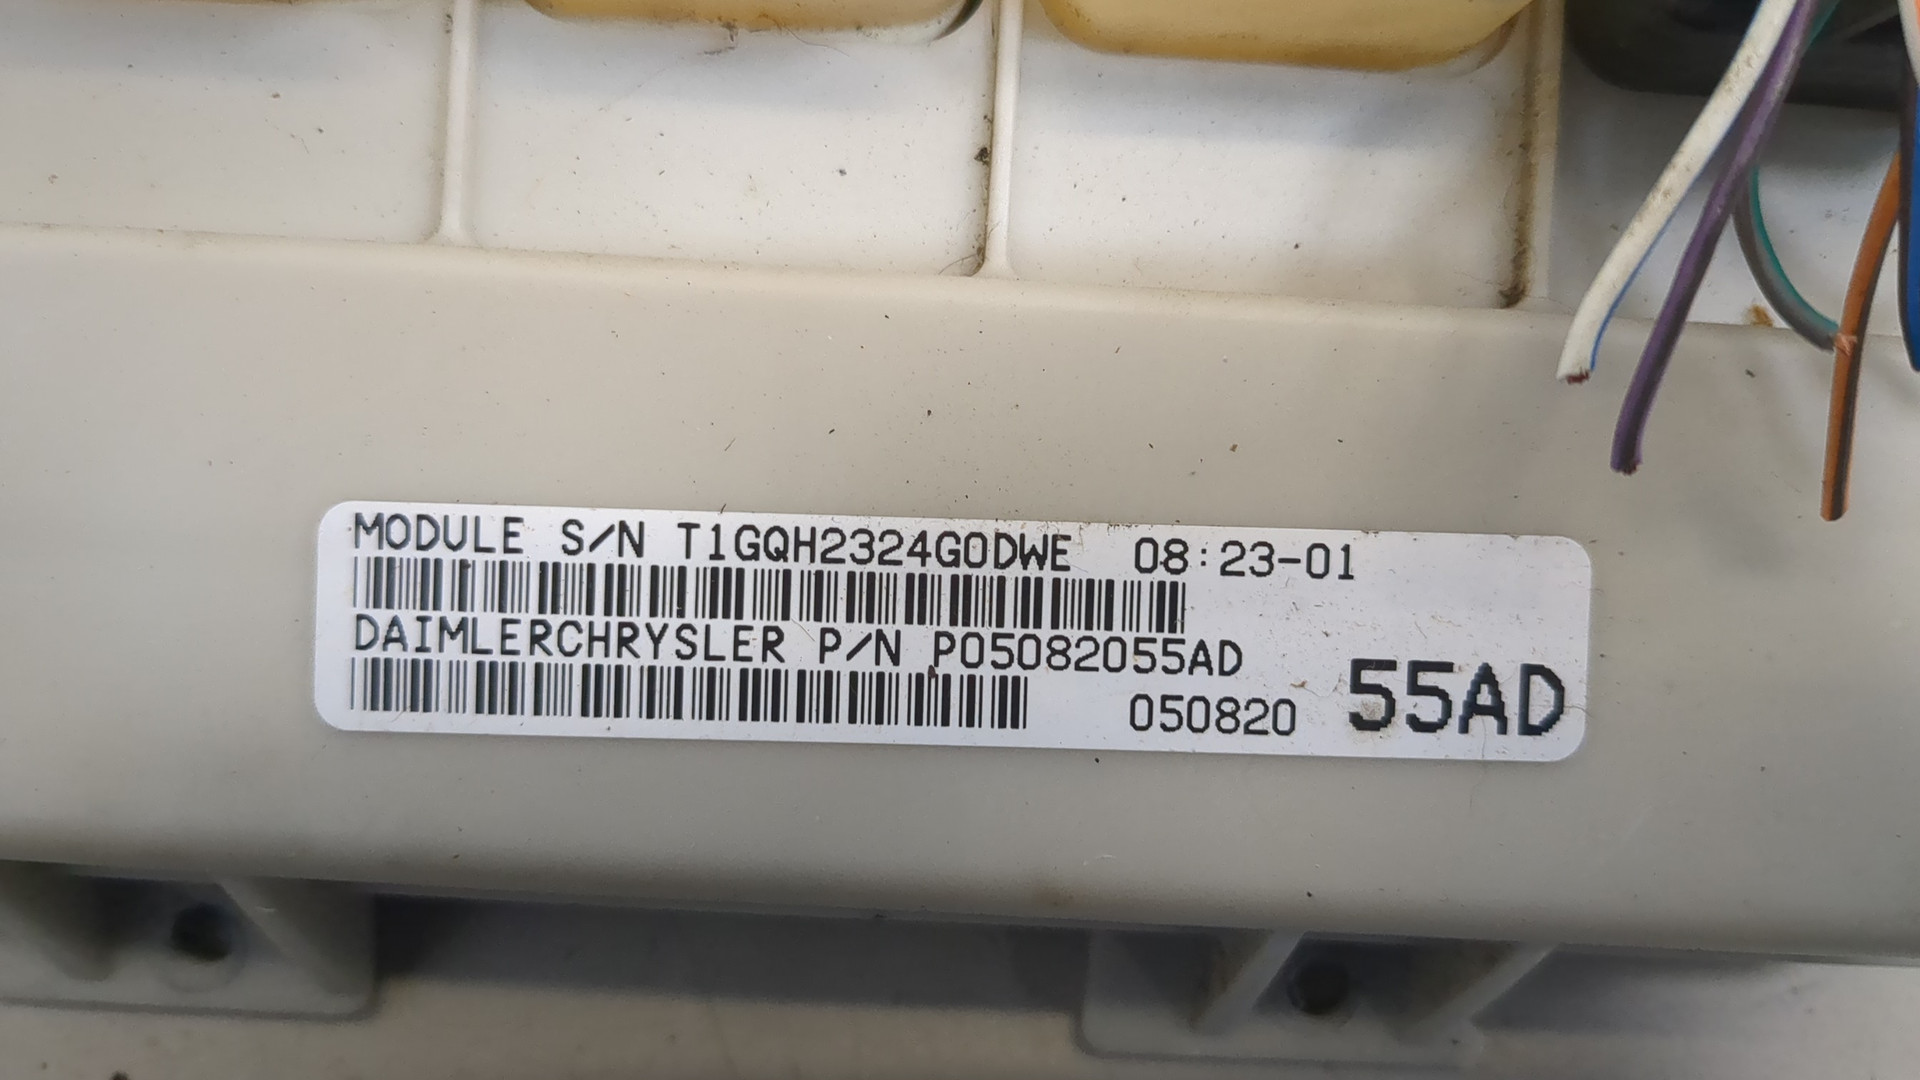 MODULE S/N T1GQH2324G0DWE 08:23-01
DAIMLERCHRYSLER P/N P05082055AD
050820 55AD